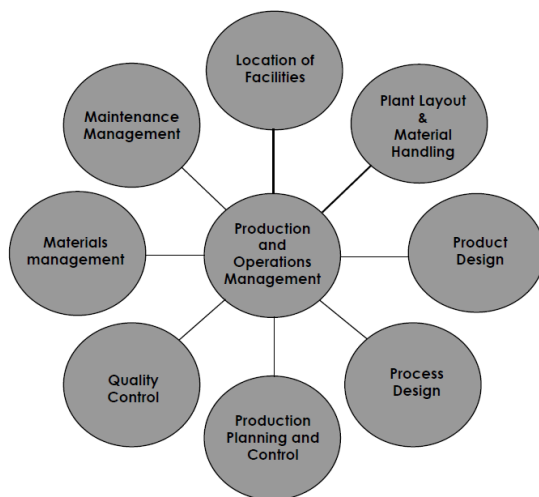 Location of
Facilities
Plant Layout
&
Material
Handling
Maintenance
Management
Materials
management
Production
and
Operations
Management
Product
Design
Quality
Control
Process
Design
Production
Planning and
Control